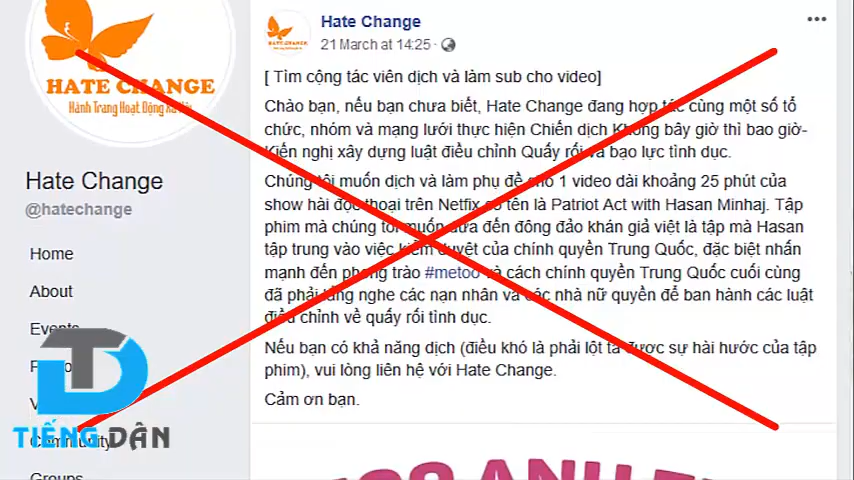 HATE CHANGE
Hành Trang Hoạt Động Xã Hội
Hate Change
@hatechange
Home
About
Events
Community
Groups
TIẾNG DÂN
Hate Change
21 March at 14:25
[ Tìm cộng tác viên dịch và làm sub cho video]
Chào bạn, nếu bạn chưa biết, Hate Change đang hợp tác cùng một số tổ
chức, nhóm và mạng lưới thực hiện Chiến dịch Không bây giờ thì bao giờ-
Kiến nghị xây dựng luật điều chỉnh Quấy rối và bạo lực tình dục.
Chúng tôi muốn dịch và làm phụ đề cho 1 video dài khoảng 25 phút của
show hài độc thoại trên Netfix có tên là Patriot Act with Hasan Minhaj. Tập
phim mà chúng tôi muốn đưa đến đông đảo khán giả việt là tập mà Hasan
tập trung vào việc kiểm duyệt của chính quyền Trung Quốc, đặc biệt nhấn
mạnh đến phong trào #metoo và cách chính quyền Trung Quốc cuối cùng
đã phải lắng nghe các nạn nhân và các nhà nữ quyền để ban hành các luật
điều chỉnh về quấy rối tình dục.
Nếu bạn có khả năng dịch (điều khó là phải lột tả được sự hài hước của tập
phim), vui lòng liên hệ với Hate Change.
Cảm ơn bạn.